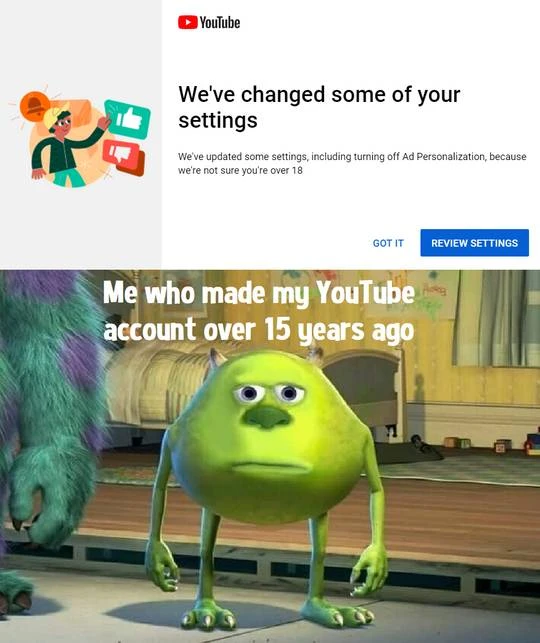 YouTube
We've changed some of your
settings
We've updated some settings, including turning off Ad Personalization, because
we're not sure you're over 18
GOT IT
REVIEW SETTINGS
Me who made my YouTube
account over 15 years ago